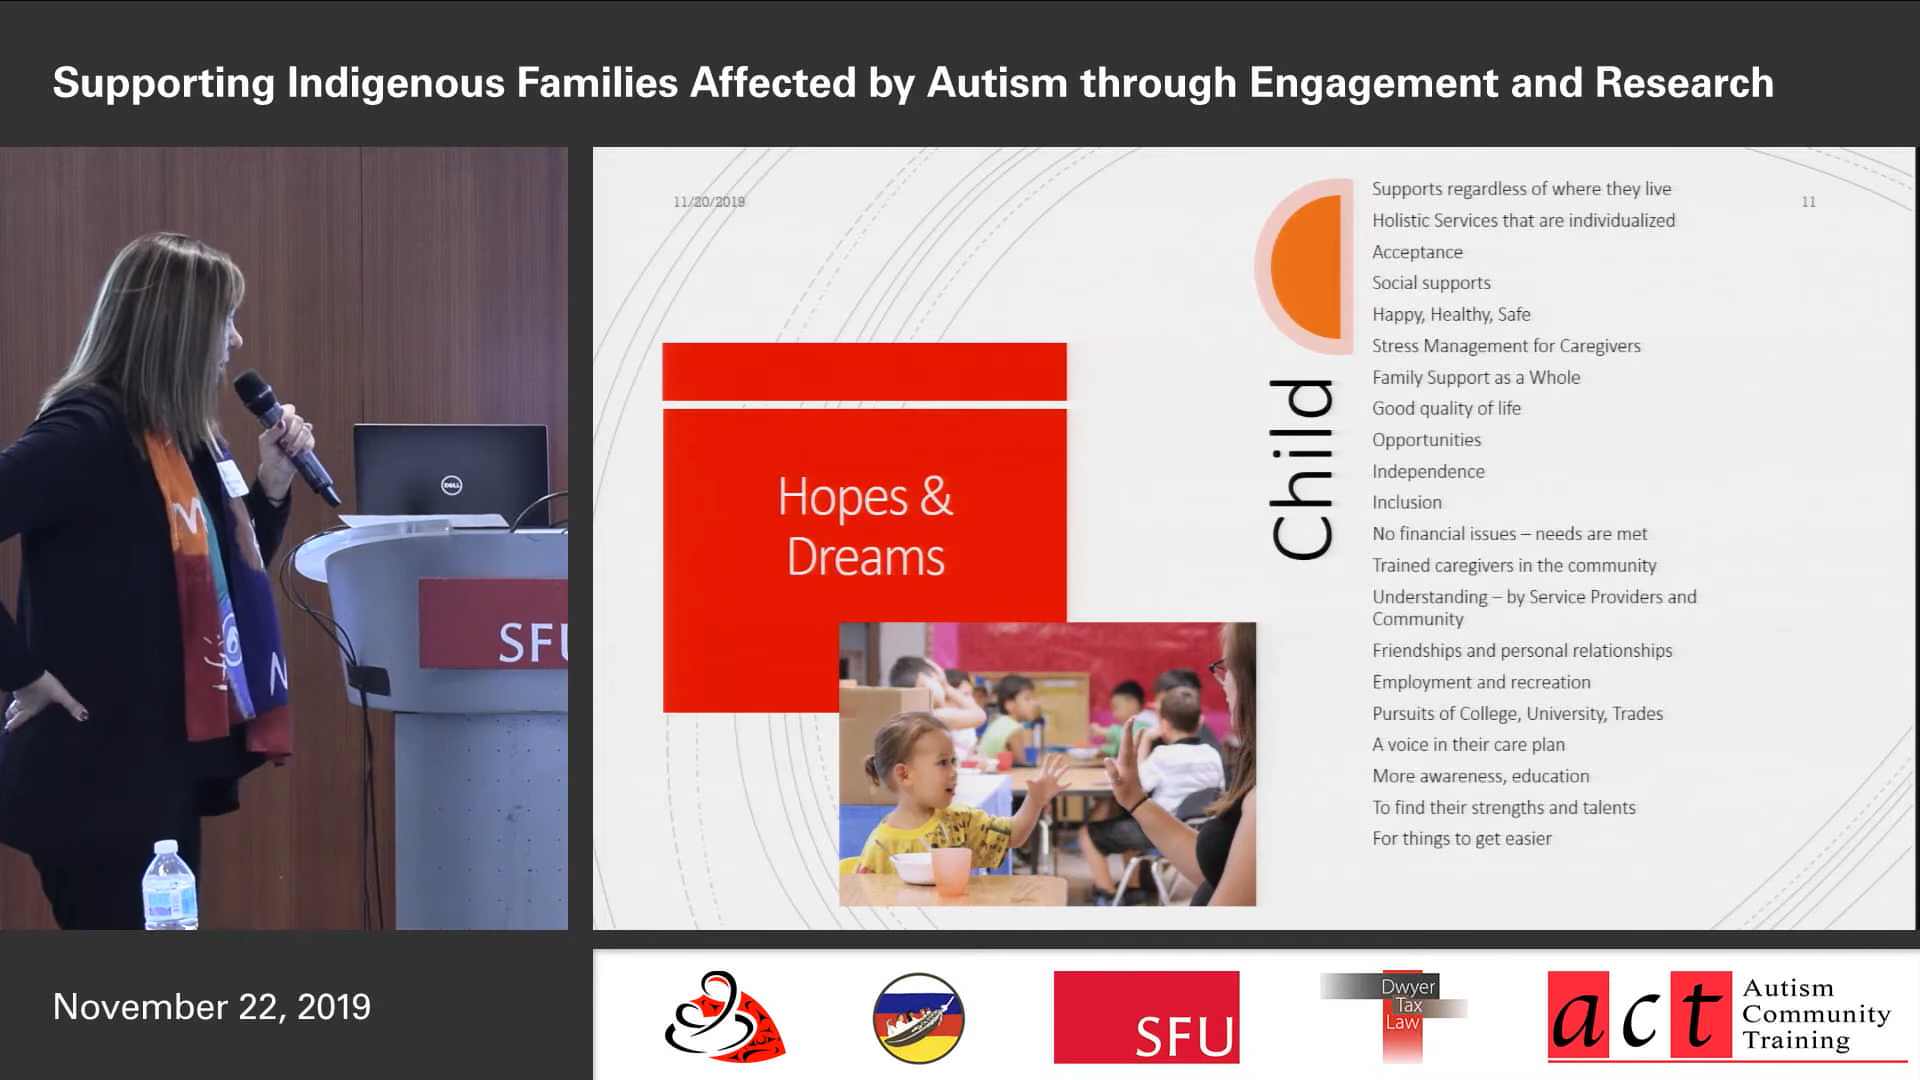 Supporting Indigenous Families Affected by Autism through Engagement and Research
11/20/2019
11
Hopes &
Dreams
Child
Supports regardless of where they live
Holistic Services that are individualized
Acceptance
Social supports
Happy, Healthy, Safe
Stress Management for Caregivers
Family Support as a Whole
Good quality of life
Opportunities
Independence
Inclusion
No financial issues – needs are met
Trained caregivers in the community
Understanding – by Service Providers and
Community
Friendships and personal relationships
Employment and recreation
Pursuits of College, University, Trades
A voice in their care plan
More awareness, education
To find their strengths and talents
For things to get easier
DELL
SFU
November 22, 2019
SFU
Dwyer
Tax
Law
act
Autism
Community
Training